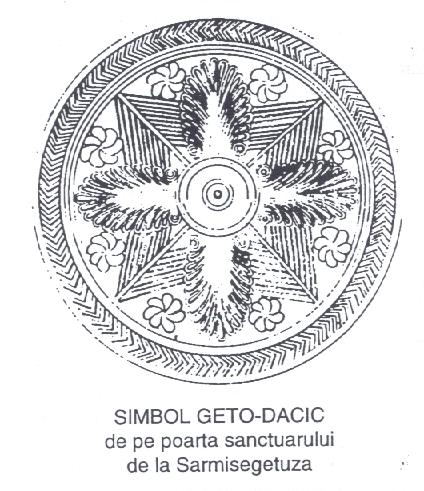 SIMBOL GETO-DACIC
de pe poarta sanctuarului
de la Sarmisegetuza